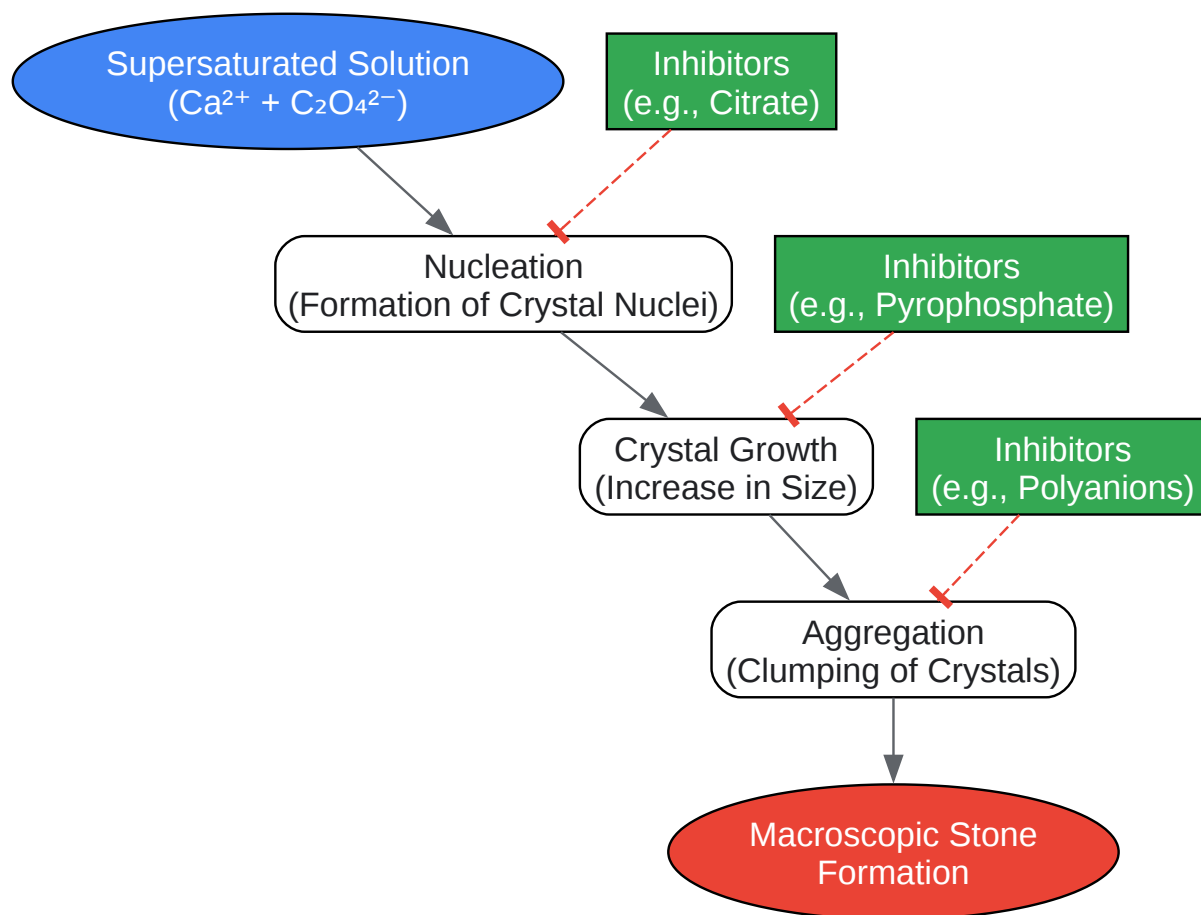 Supersaturated Solution
(Ca²⁺ + C₂O₄²⁻)
Inhibitors
(e.g., Citrate)
Nucleation
(Formation of Crystal Nuclei)
Inhibitors
(e.g., Pyrophosphate)
Crystal Growth
(Increase in Size)
Inhibitors
(e.g., Polyanions)
Aggregation
(Clumping of Crystals)
Macroscopic Stone
Formation